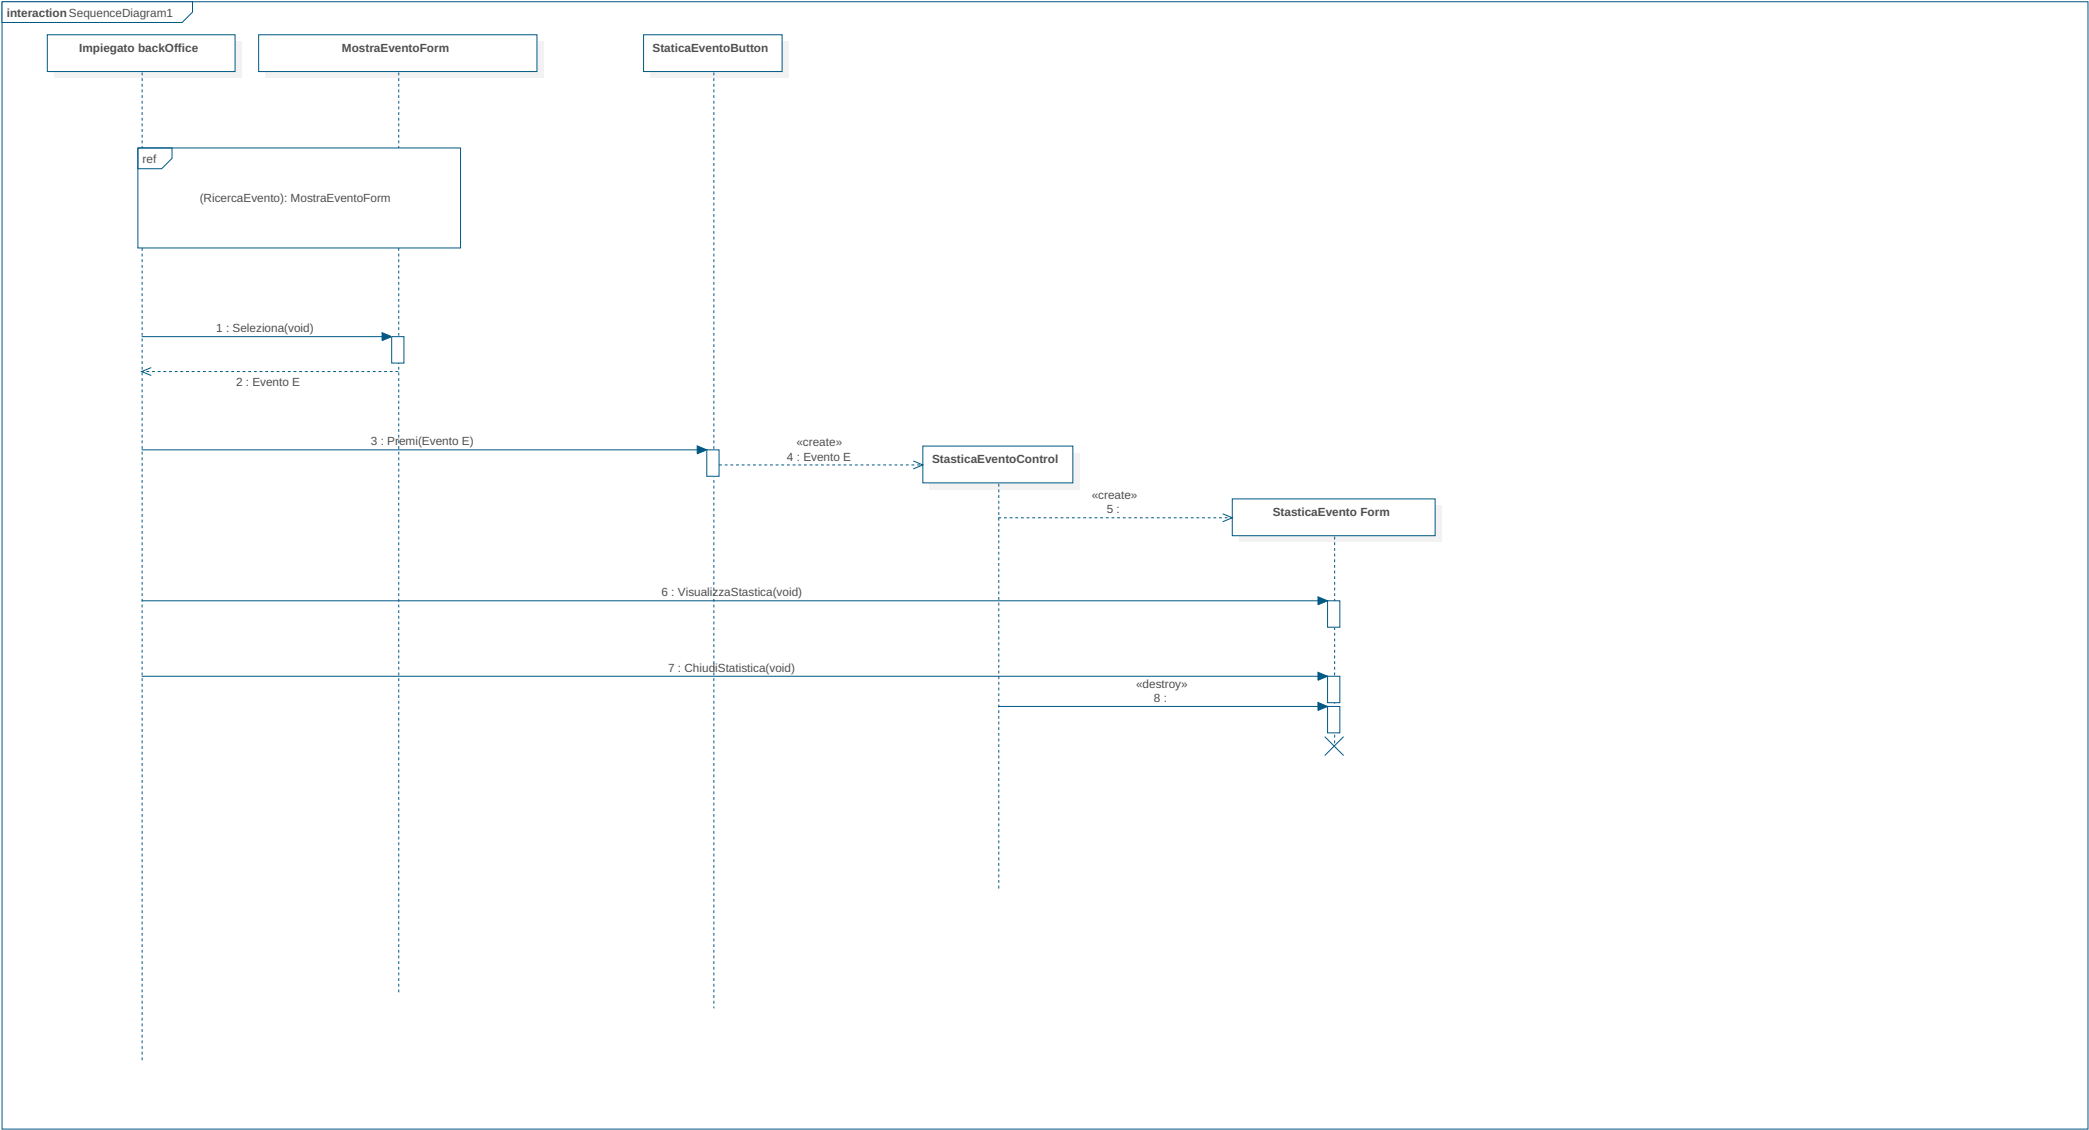 interaction SequenceDiagram1
Impiegato backOffice
MostraEventoForm
StaticaEventoButton
ref
(RicercaEvento): MostraEventoForm
1 : Seleziona(void)
2 : Evento E
3 : Premi(Evento E)
«create»
4 : Evento E
StasticaEventoControl
«create»
5 :
StasticaEvento Form
6 : VisualizzaStastica(void)
7 : ChiudiStatistica(void)
«destroy»
8 :